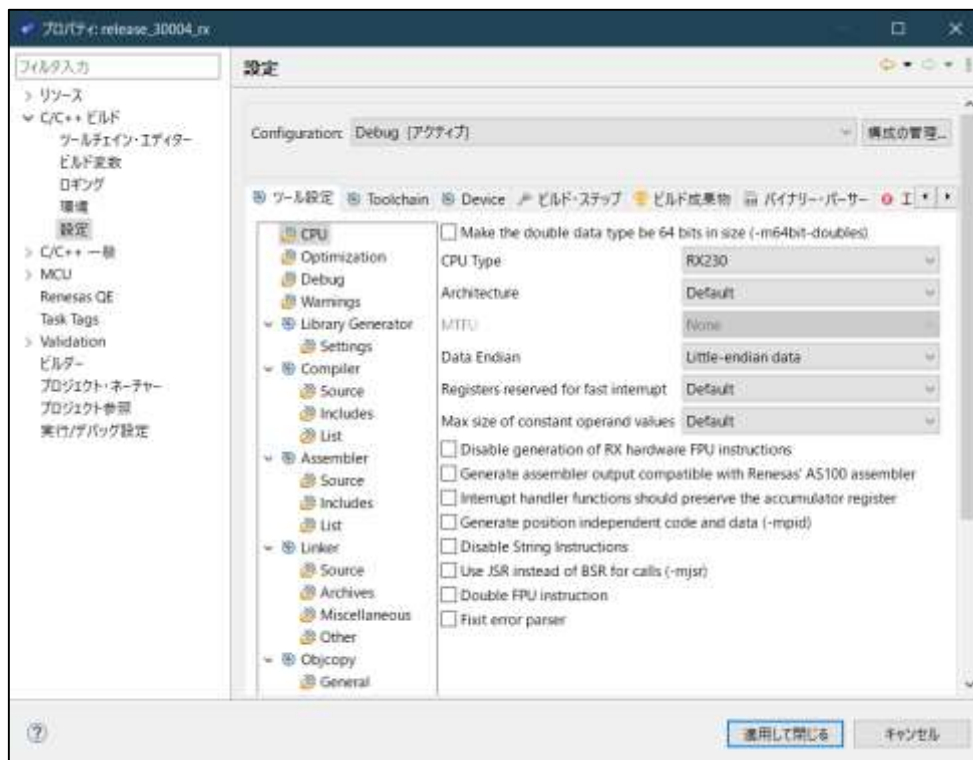 プロパティ: release_30004_rx
フィルタ入力
リソース
C/C++ ビルド
ツールチェイン・エディター
ビルド変数
ロギング
環境
設定
C/C++ 一般
MCU
Renesas QE
Task Tags
Validation
ビルダー
プロジェクト・ネーチャー
プロジェクト参照
実行/デバッグ設定
設定
Configuration: Debug [アクティブ]
構成の管理...
ツール設定 Toolchain Device ビルド・ステップ ビルド成果物 バイナリー・パーサー エ
CPU
Optimization
Debug
Warnings
Library Generator
Settings
Compiler
Source
Includes
List
Assembler
Source
Includes
List
Linker
Source
Archives
Miscellaneous
Other
Objcopy
General
Make the double data type be 64 bits in size (-m64bit-doubles)
CPU Type RX230
Architecture Default
MTFU None
Data Endian Little-endian data
Registers reserved for fast interrupt Default
Max size of constant operand values Default
Disable generation of RX hardware FPU instructions
Generate assembler output compatible with Renesas' AS100 assembler
Interrupt handler functions should preserve the accumulator register
Generate position independent code and data (-mpid)
Disable String Instructions
Use JSR instead of BSR for calls (-mjsr)
Double FPU instruction
Fixit error parser
適用して閉じる
キャンセル